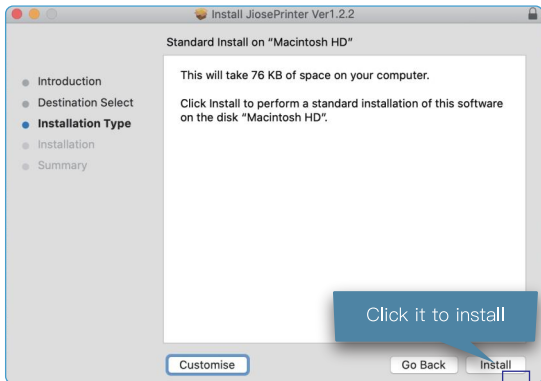 Install JiosePrinter Ver1.2.2
Standard Install on “Macintosh HD”
Introduction
Destination Select
Installation Type
Installation
Summary
This will take 76 KB of space on your computer.
Click Install to perform a standard installation of this software
on the disk “Macintosh HD”.
Click it to install
Customise
Go Back
Install